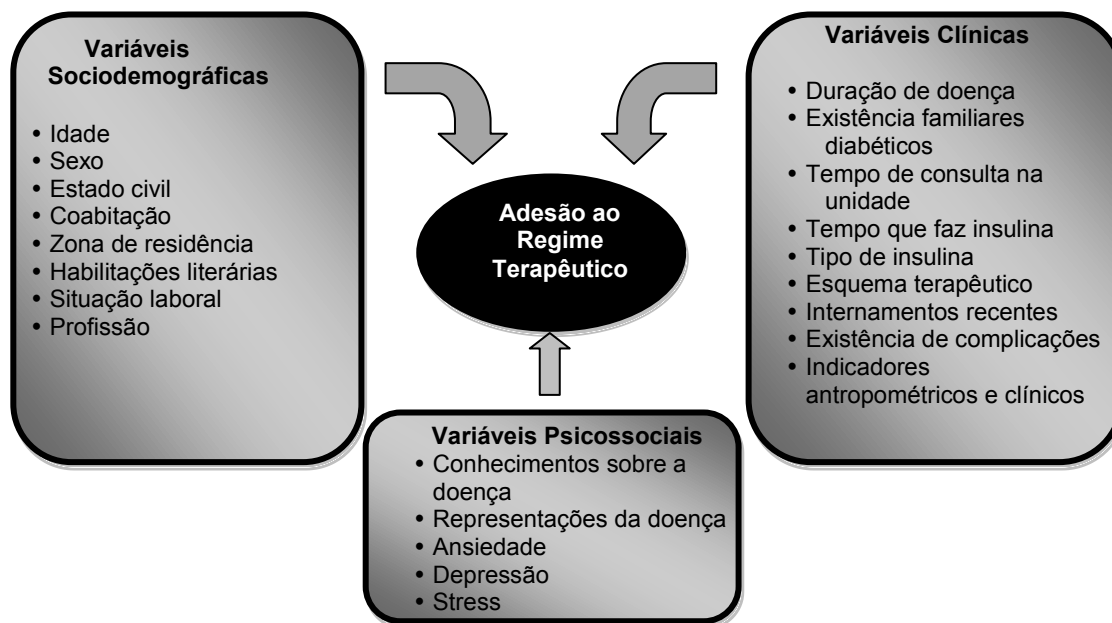 Variáveis
Sociodemográficas
• Idade
• Sexo
• Estado civil
• Coabitação
• Zona de residência
• Habilitações literárias
• Situação laboral
• Profissão
Adesão ao
Regime
Terapêutico
Variáveis Clínicas
• Duração de doença
• Existência familiares
diabéticos
• Tempo de consulta na
unidade
• Tempo que faz insulina
• Tipo de insulina
• Esquema terapêutico
• Internamentos recentes
• Existência de complicações
• Indicadores
antropométricos e clínicos
Variáveis Psicossociais
• Conhecimentos sobre a
doença
• Representações da doença
• Ansiedade
• Depressão
• Stress